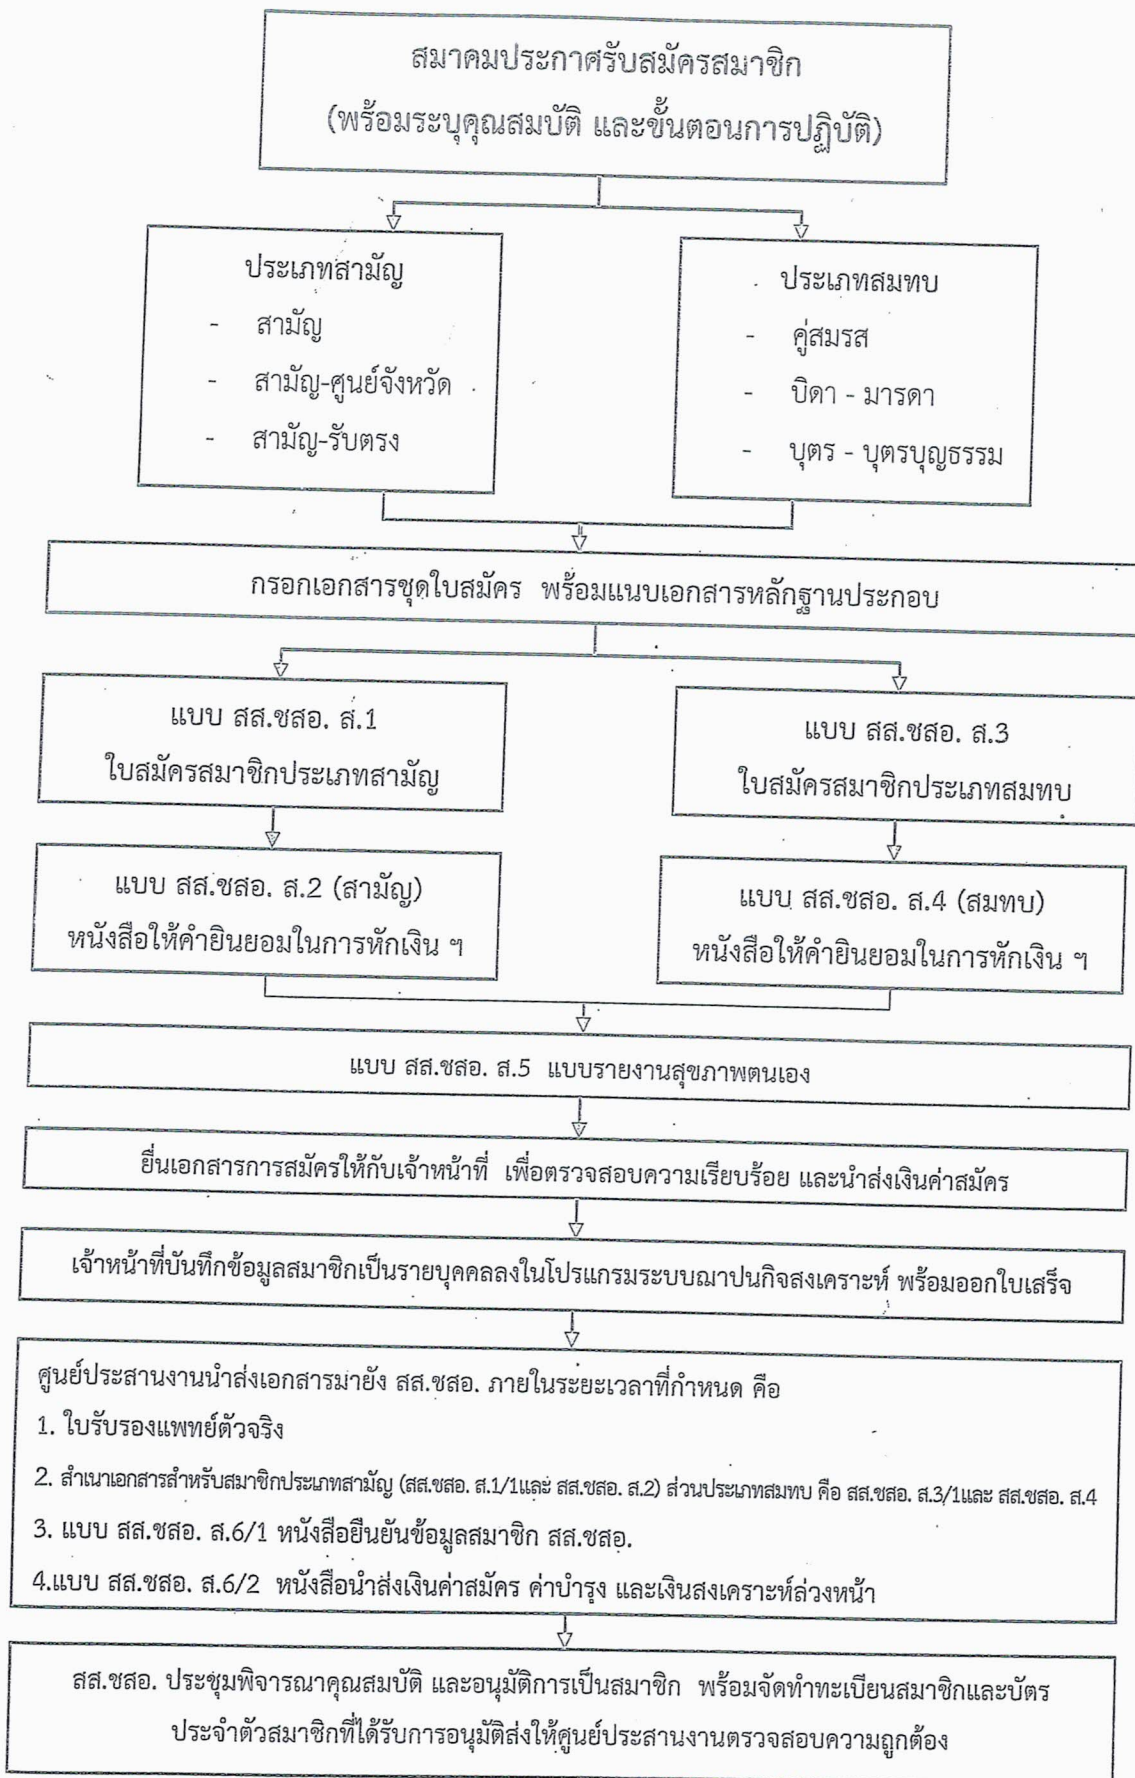 สมาคมประกาศรับสมัครสมาชิก
(พร้อมระบุคุณสมบัติ และขั้นตอนการปฏิบัติ)
ประเภทสามัญ
- สามัญ
- สามัญ-ศูนย์จังหวัด
- สามัญ-รับตรง
ประเภทสมทบ
- คู่สมรส
- บิดา - มารดา
- บุตร - บุตรบุญธรรม
กรอกเอกสารชุดใบสมัคร พร้อมแนบเอกสารหลักฐานประกอบ
แบบ สส.ชสอ. ส.1
ใบสมัครสมาชิกประเภทสามัญ
แบบ สส.ชสอ. ส.3
ใบสมัครสมาชิกประเภทสมทบ
แบบ สส.ชสอ. ส.2 (สามัญ)
หนังสือให้คำยินยอมในการหักเงิน ฯ
แบบ สส.ชสอ. ส.4 (สมทบ)
หนังสือให้คำยินยอมในการหักเงิน ฯ
แบบ สส.ชสอ. ส.5 แบบรายงานสุขภาพตนเอง
ยื่นเอกสารการสมัครให้กับเจ้าหน้าที่ เพื่อตรวจสอบความเรียบร้อย และนำส่งเงินค่าสมัคร
เจ้าหน้าที่บันทึกข้อมูลสมาชิกเป็นรายบุคคลลงในโปรแกรมระบบฌาปนกิจสงเคราะห์ พร้อมออกใบเสร็จ
ศูนย์ประสานงานนำส่งเอกสารมายัง สส.ชสอ. ภายในระยะเวลาที่กำหนด คือ
1. ใบรับรองแพทย์ตัวจริง
2. สำเนาเอกสารสำหรับสมาชิกประเภทสามัญ (สส.ชสอ. ส.1/1และ สส.ชสอ. ส.2) ส่วนประเภทสมทบ คือ สส.ชสอ. ส.3/1และ สส.ชสอ. ส.4
3. แบบ สส.ชสอ. ส.6/1 หนังสือยืนยันข้อมูลสมาชิก สส.ชสอ.
4.แบบ สส.ชสอ. ส.6/2 หนังสือนำส่งเงินค่าสมัคร ค่าบำรุง และเงินสงเคราะห์ล่วงหน้า
สส.ชสอ. ประชุมพิจารณาคุณสมบัติ และอนุมัติการเป็นสมาชิก พร้อมจัดทำทะเบียนสมาชิกและบัตร
ประจำตัวสมาชิกที่ได้รับการอนุมัติส่งให้ศูนย์ประสานงานตรวจสอบความถูกต้อง